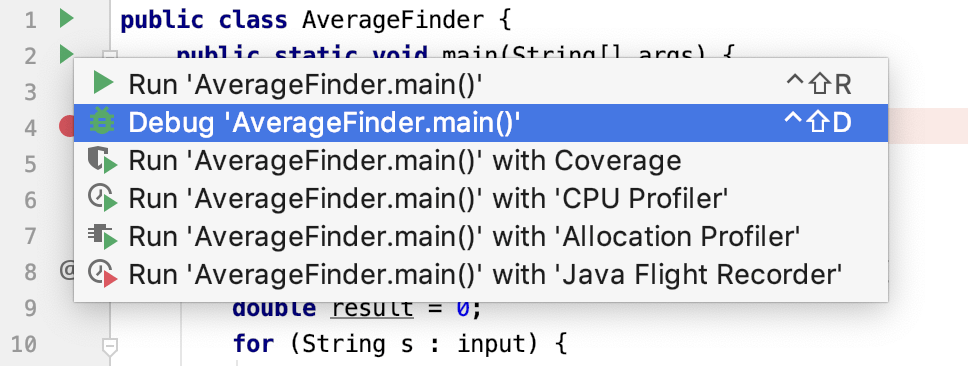 1 public class AverageFinder {
2 public static void main(String[] args) {
3 Run 'AverageFinder.main()' ^⇧R
4 Debug 'AverageFinder.main()' ^⇧D
5 Run 'AverageFinder.main()' with Coverage
6 Run 'AverageFinder.main()' with 'CPU Profiler'
7 Run 'AverageFinder.main()' with 'Allocation Profiler'
8 @ Run 'AverageFinder.main()' with 'Java Flight Recorder'
9 double result = 0;
10 for (String s : input) {